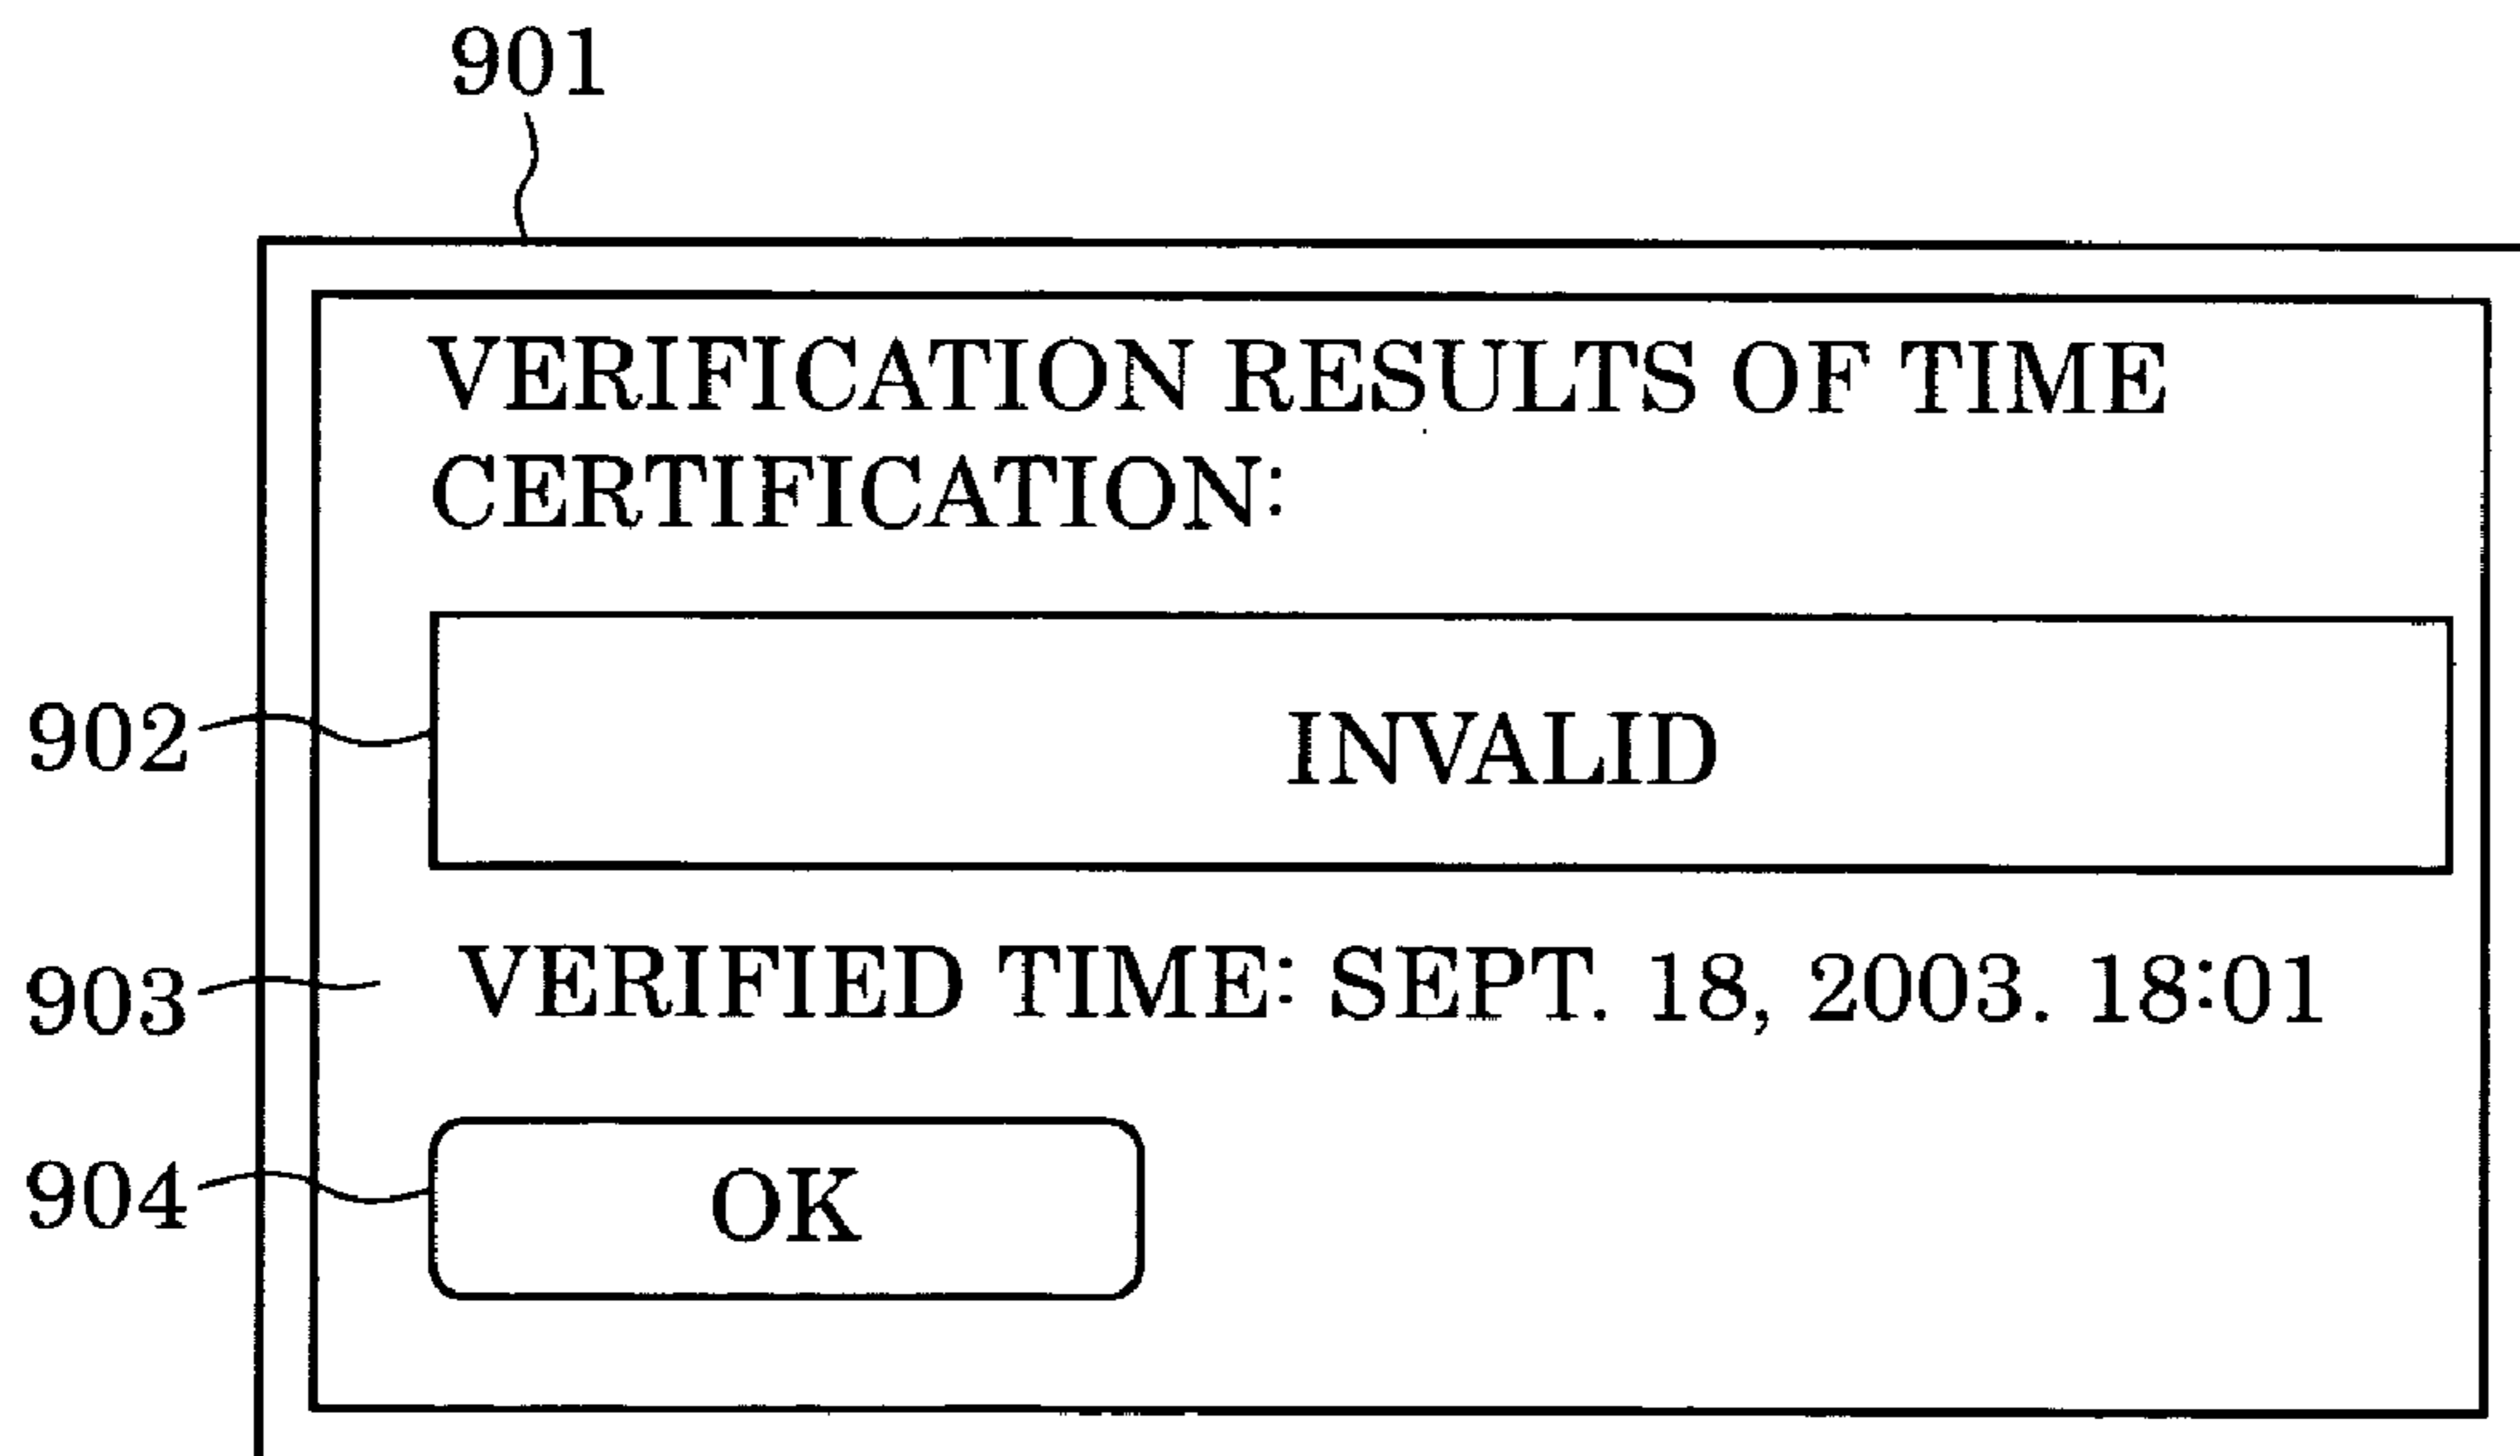 901
VERIFICATION RESULTS OF TIME
CERTIFICATION:
902 INVALID
903 VERIFIED TIME: SEPT. 18, 2003. 18:01
904 OK